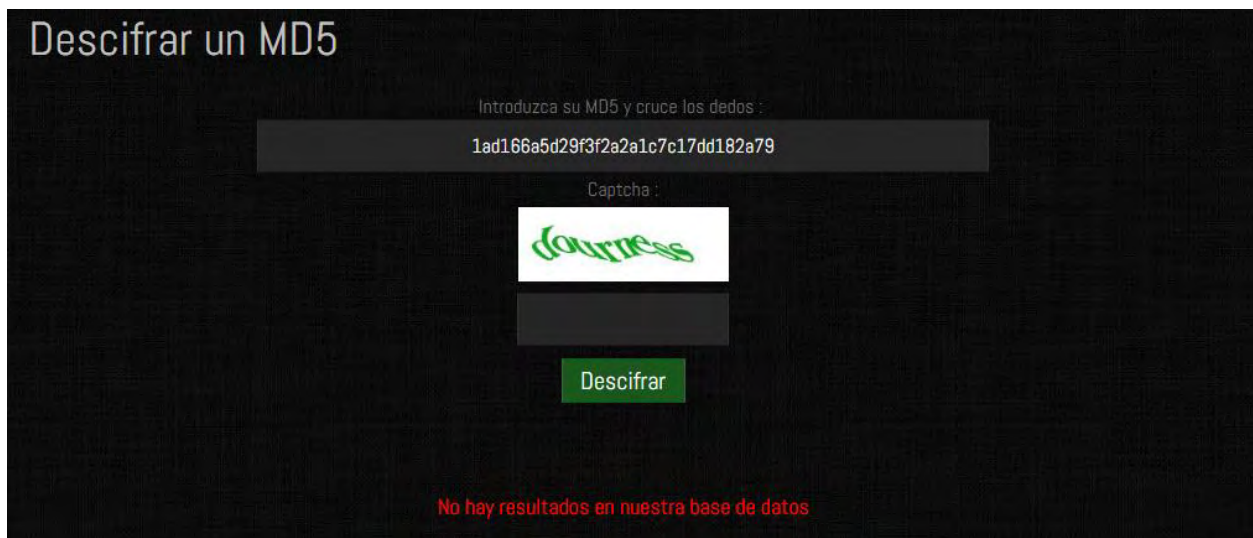 Descifrar un MD5
Introduzca su MD5 y cruce los dedos :
1ad166a5d29f3f2a2a1c7c17dd182a79
Captcha :
dourness
Descifrar
No hay resultados en nuestra base de datos